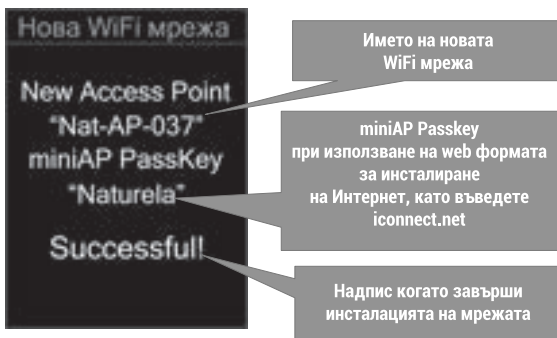 Нова WiFi мрежа
New Access Point
"Nat-AP-037"
miniAP PassKey
"Naturela"
Successful!
Името на новата
WiFi мрежа
miniAP Passkey
при използване на web формата
за инсталиране
на Интернет, като въведете
iconnect.net
Надпис когато завърши
инсталацията на мрежата